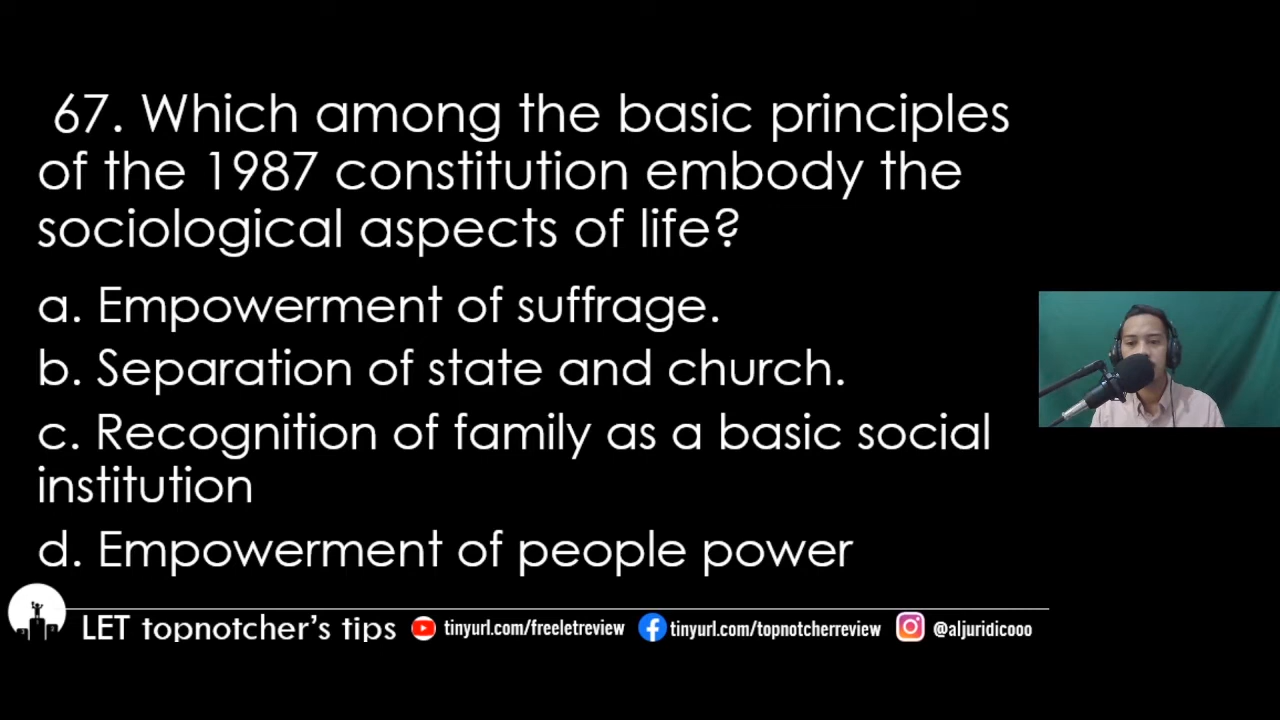 67. Which among the basic principles
of the 1987 constitution embody the
sociological aspects of life?
a. Empowerment of suffrage.
b. Separation of state and church.
c. Recognition of family as a basic social
institution
d. Empowerment of people power
LET topnotcher's tips tinyurl.com/freeletreview tinyurl.com/topnotcherreview @aljuridicooo